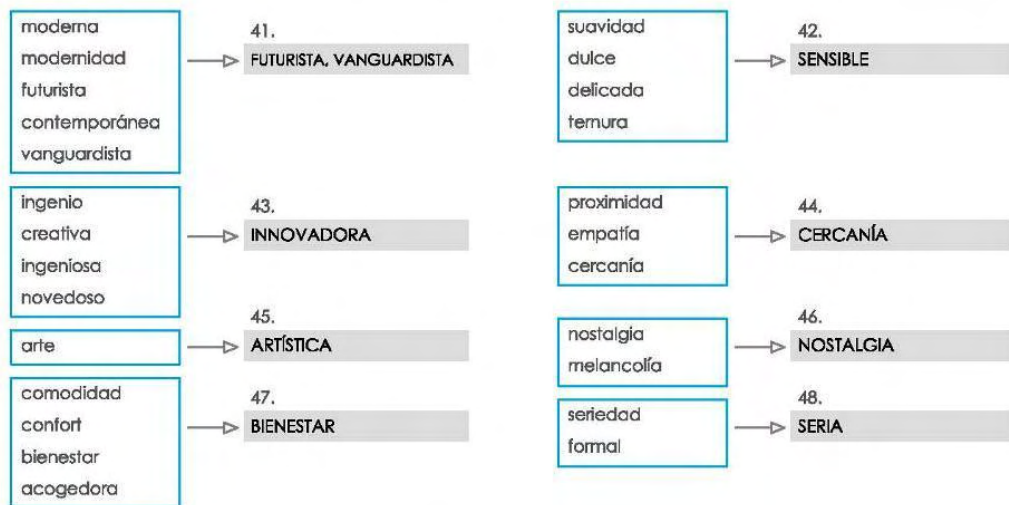 moderna
modernidad
futurista
contemporánea
vanguardista
41.
FUTURISTA, VANGUARDISTA
suavidad
dulce
delicada
ternura
42.
SENSIBLE
ingenio
creativa
ingeniosa
novedoso
43.
INNOVADORA
proximidad
empatía
cercanía
44.
CERCANÍA
arte
45.
ARTÍSTICA
nostalgia
melancolía
46.
NOSTALGIA
comodidad
confort
bienestar
acogedora
47.
BIENESTAR
seriedad
formal
48.
SERIA